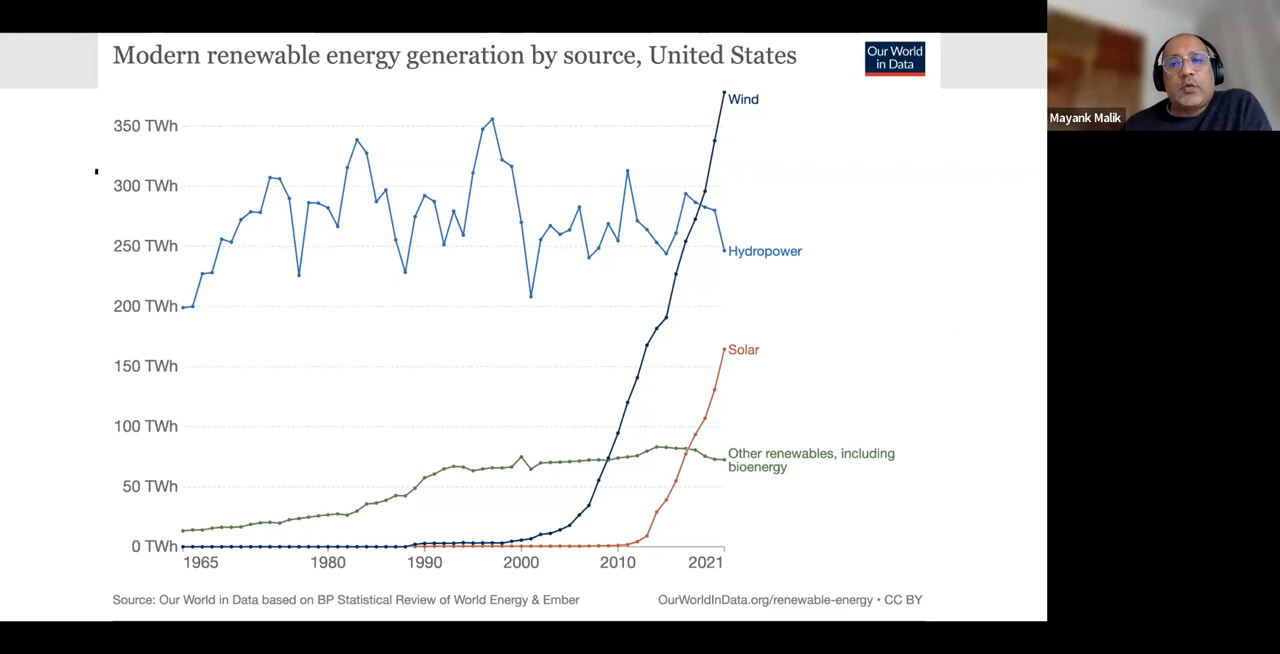 Modern renewable energy generation by source, United States
Our World
in Data
Mayank Malik
Wind
350 TWh
300 TWh
250 TWh
Hydropower
200 TWh
150 TWh
Solar
100 TWh
Other renewables, including
bioenergy
50 TWh
0 TWh
1965 1980 1990 2000 2010 2021
Source: Our World in Data based on BP Statistical Review of World Energy & Ember
OurWorldInData.org/renewable-energy • CC BY